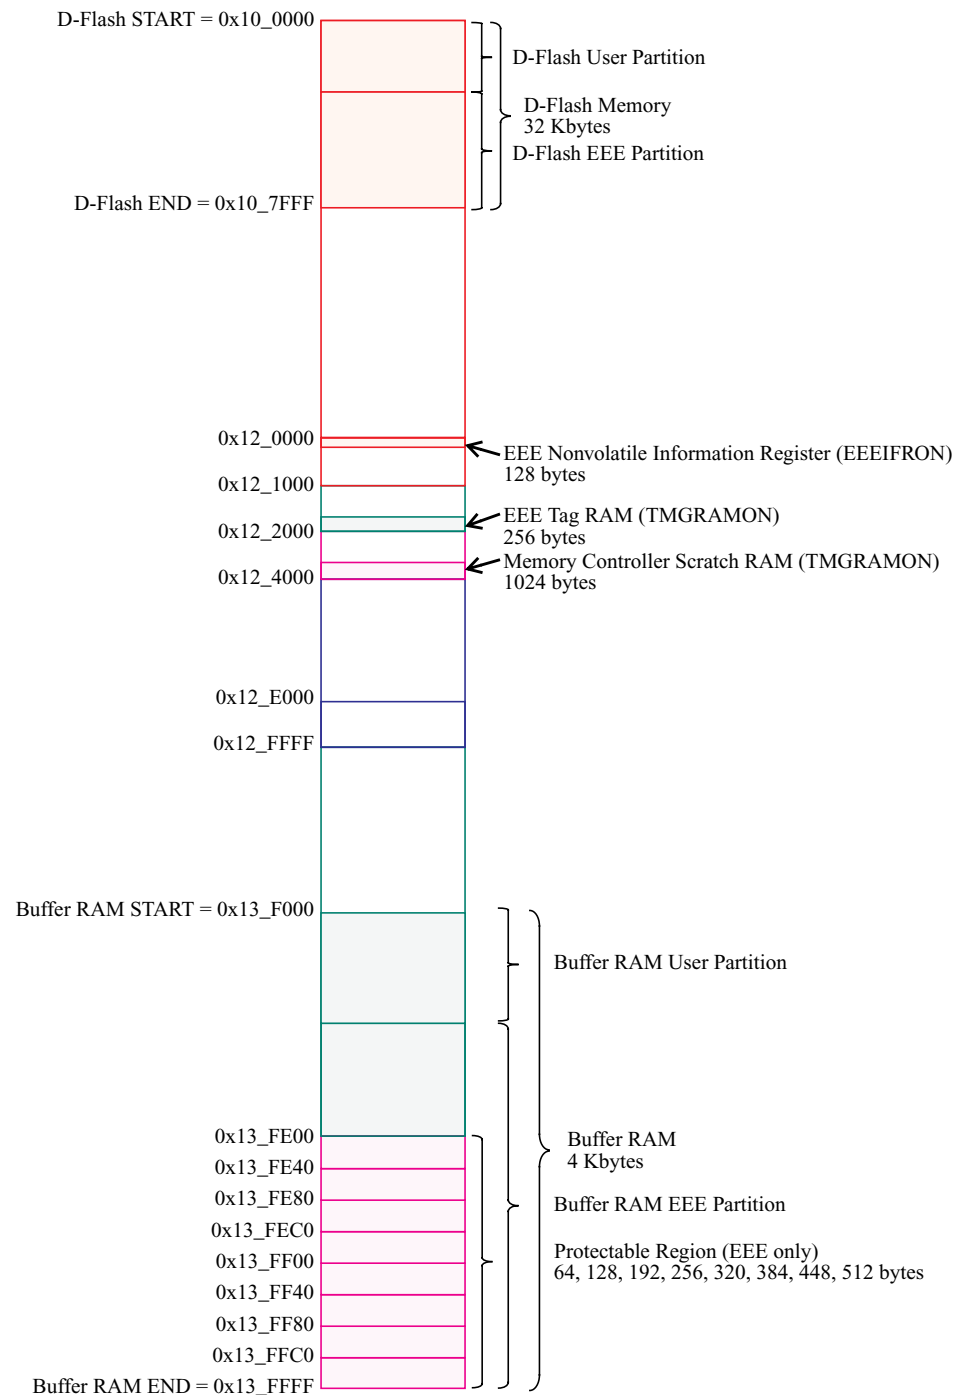 D-Flash START = 0x10_0000
D-Flash User Partition
D-Flash Memory
32 Kbytes
D-Flash EEE Partition
D-Flash END = 0x10_7FFF
0x12_0000
EEE Nonvolatile Information Register (EEEIFRON)
128 bytes
0x12_1000
EEE Tag RAM (TMGRAMON)
256 bytes
0x12_2000
Memory Controller Scratch RAM (TMGRAMON)
1024 bytes
0x12_4000
0x12_E000
0x12_FFFF
Buffer RAM START = 0x13_F000
Buffer RAM User Partition
0x13_FE00
Buffer RAM
4 Kbytes
0x13_FE40
0x13_FE80
Buffer RAM EEE Partition
0x13_FEC0
Protectable Region (EEE only)
64, 128, 192, 256, 320, 384, 448, 512 bytes
0x13_FF00
0x13_FF40
0x13_FF80
0x13_FFC0
Buffer RAM END = 0x13_FFFF